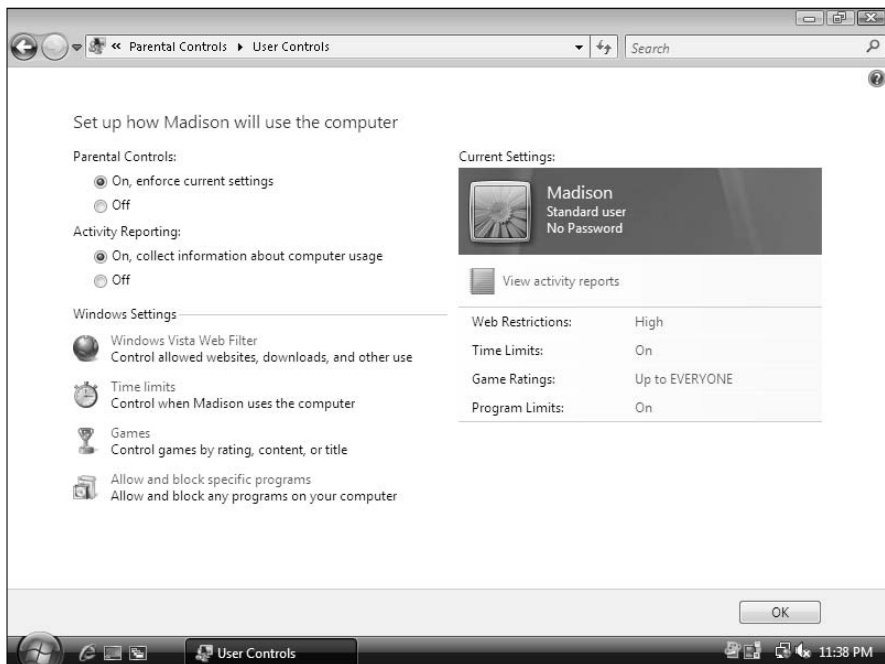 « Parental Controls ▸ User Controls
Search
Set up how Madison will use the computer
Parental Controls:
On, enforce current settings
Off
Activity Reporting:
On, collect information about computer usage
Off
Windows Settings
Windows Vista Web Filter
Control allowed websites, downloads, and other use
Time limits
Control when Madison uses the computer
Games
Control games by rating, content, or title
Allow and block specific programs
Allow and block any programs on your computer
Current Settings:
Madison
Standard user
No Password
View activity reports
Web Restrictions: High
Time Limits: On
Game Ratings: Up to EVERYONE
Program Limits: On
OK
User Controls
11:38 PM